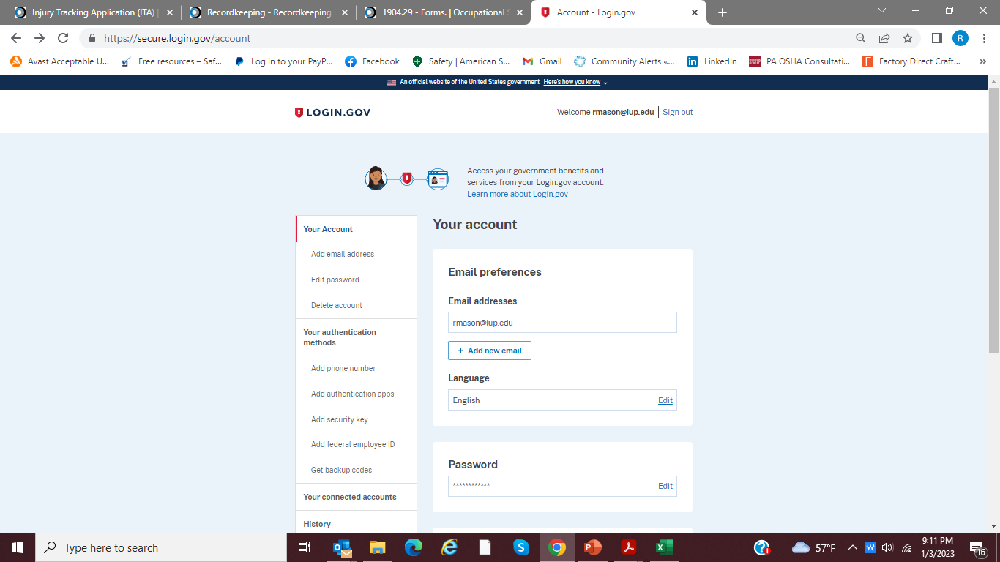 Injury Tracking Application (ITA) |
Recordkeeping - Recordkeeping
1904.29 - Forms. | Occupational S
Account - Login.gov
https://secure.login.gov/account
R
Avast Acceptable U...
Free resources – Saf...
Log in to your PayP...
Facebook
Safety | American S...
Gmail
Community Alerts «...
LinkedIn
PA OSHA Consultati...
Factory Direct Craft...
»
An official website of the United States government Here's how you know
LOGIN.GOV
Welcome rmason@iup.edu
Sign out
Access your government benefits and
services from your Login.gov account.
Learn more about Login.gov
Your Account
Add email address
Edit password
Delete account
Your authentication
methods
Add phone number
Add authentication apps
Add security key
Add federal employee ID
Get backup codes
Your connected accounts
History
Your account
Email preferences
Email addresses
rmason@iup.edu
+ Add new email
Language
English Edit
Password
************ Edit
Type here to search
57°F
9:11 PM
1/3/2023
16